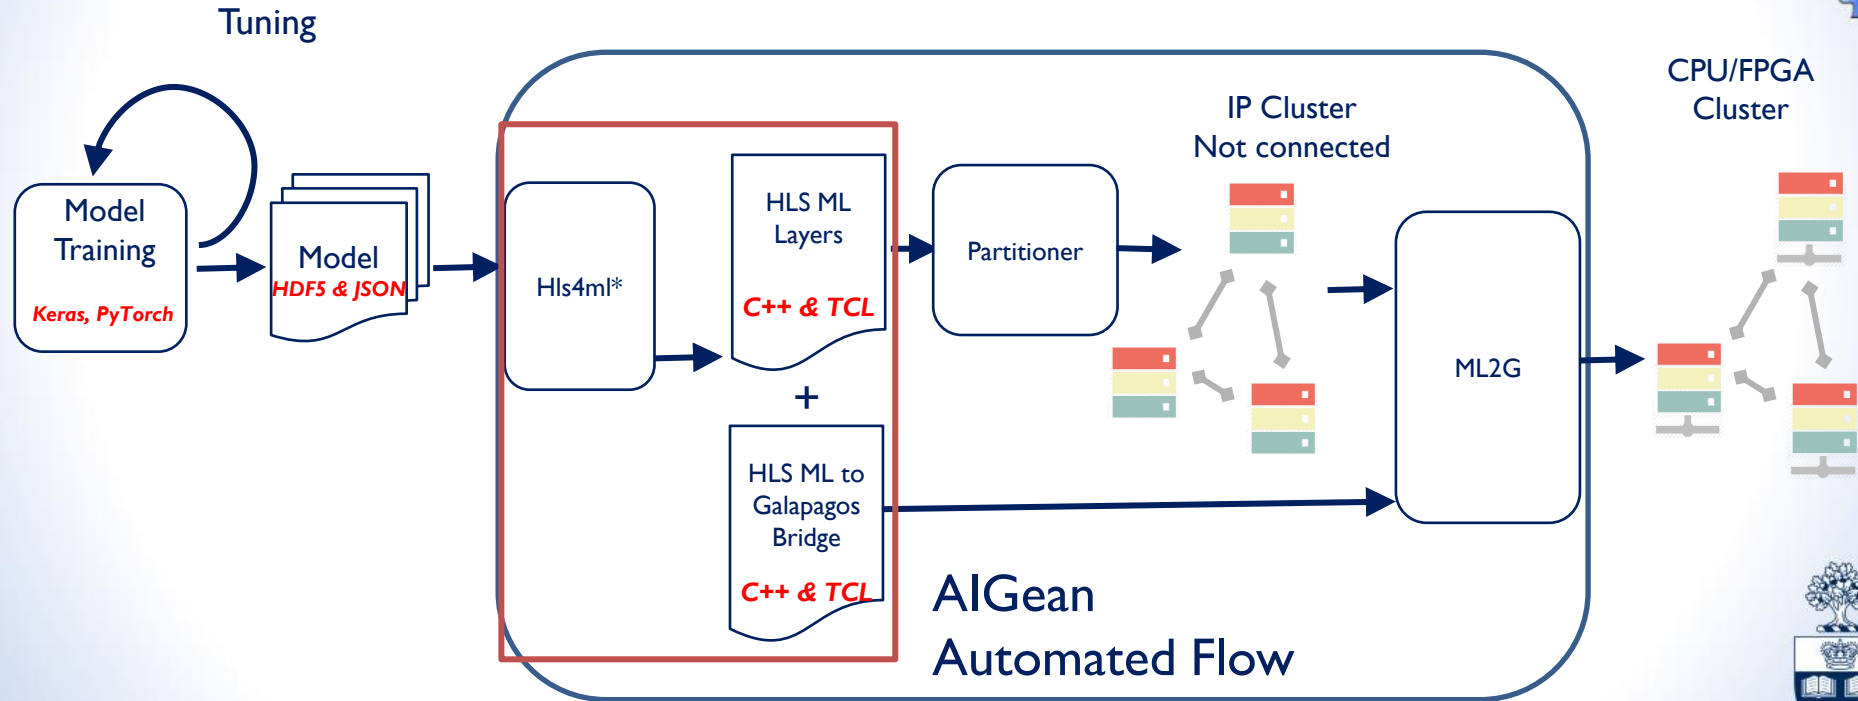 Tuning
Model
Training
Keras, PyTorch
Model
HDF5 & JSON
Hls4ml*
HLS ML
Layers
C++ & TCL
+
HLS ML to
Galapagos
Bridge
C++ & TCL
Partitioner
IP Cluster
Not connected
ML2G
CPU/FPGA
Cluster
AIGean
Automated Flow